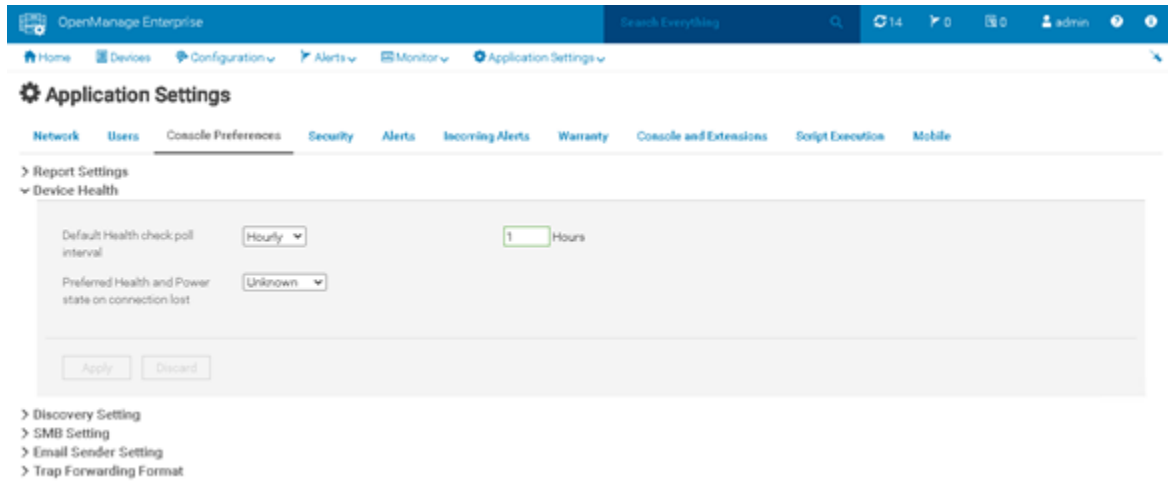 OpenManage Enterprise
Search Everything
14
0
0
admin
Home Devices Configuration Alerts Monitor Application Settings
Application Settings
Network Users Console Preferences Security Alerts Incoming Alerts Warranty Console and Extensions Script Execution Mobile
Report Settings
Device Health
Default Health check poll Hourly 1 Hours
interval
Preferred Health and Power Unknown
state on connection lost
Apply Discard
Discovery Setting
SMB Setting
Email Sender Setting
Trap Forwarding Format